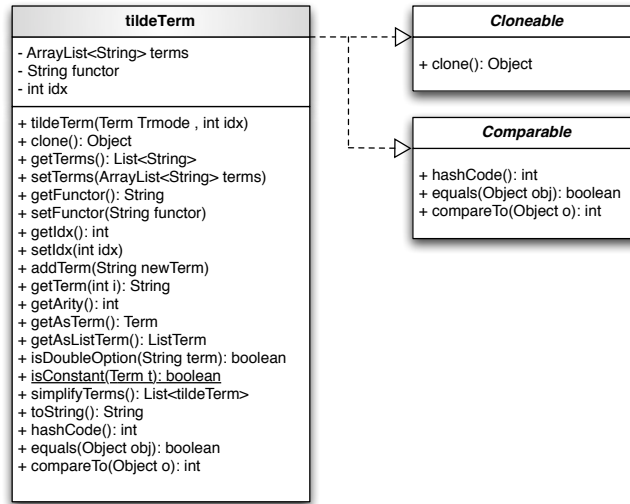 tildeTerm
- ArrayList<String> terms
- String functor
- int idx
+ tildeTerm(Term Trmode , int idx)
+ clone(): Object
+ getTerms(): List<String>
+ setTerms(ArrayList<String> terms)
+ getFunctor(): String
+ setFunctor(String functor)
+ getIdx(): int
+ setIdx(int idx)
+ addTerm(String newTerm)
+ getTerm(int i): String
+ getArity(): int
+ getAsTerm(): Term
+ getAsListTerm(): ListTerm
+ isDoubleOption(String term): boolean
+ isConstant(Term t): boolean
+ simplifyTerms(): List<tildeTerm>
+ toString(): String
+ hashCode(): int
+ equals(Object obj): boolean
+ compareTo(Object o): int
Cloneable
+ clone(): Object
Comparable
+ hashCode(): int
+ equals(Object obj): boolean
+ compareTo(Object o): int